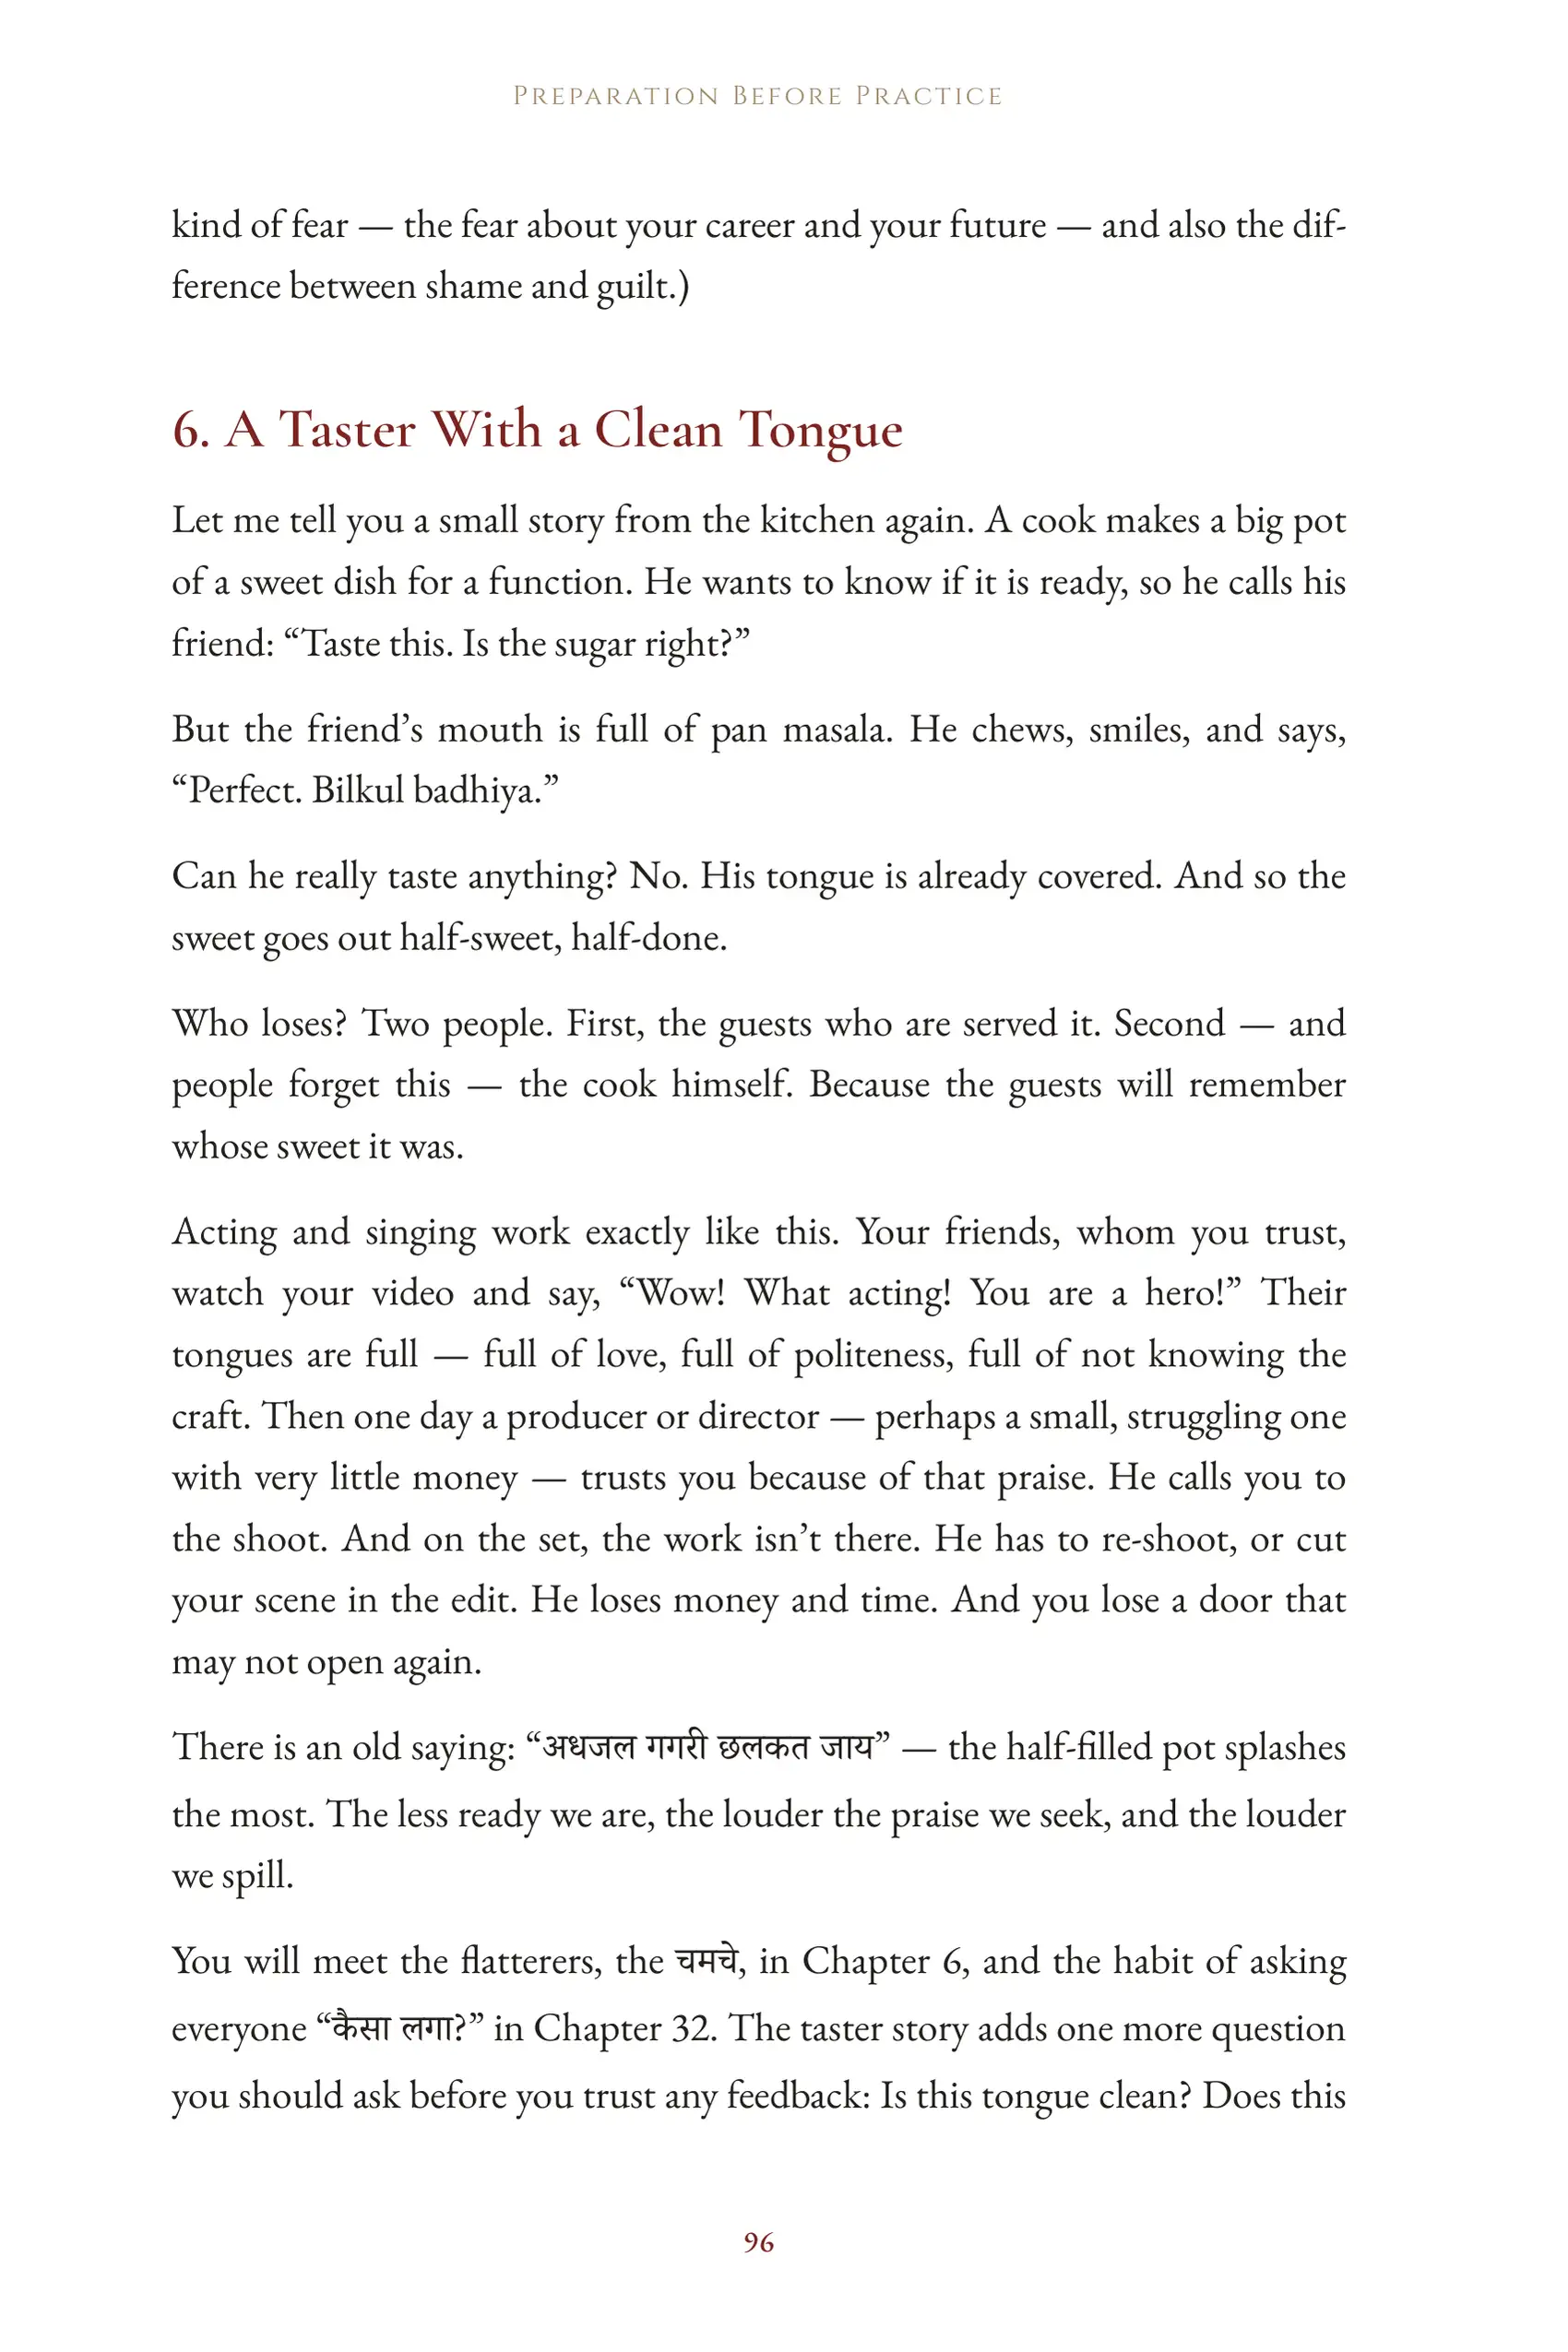 Preparation Before Practice
kind of fear — the fear about your career and your future — and also the dif-
ference between shame and guilt.)
6. A Taster With a Clean Tongue
Let me tell you a small story from the kitchen again. A cook makes a big pot
of a sweet dish for a function. He wants to know if it is ready, so he calls his
friend: “Taste this. Is the sugar right?”
But the friend’s mouth is full of pan masala. He chews, smiles, and says,
“Perfect. Bilkul badhiya.”
Can he really taste anything? No. His tongue is already covered. And so the
sweet goes out half-sweet, half-done.
Who loses? Two people. First, the guests who are served it. Second — and
people forget this — the cook himself. Because the guests will remember
whose sweet it was.
Acting and singing work exactly like this. Your friends, whom you trust,
watch your video and say, “Wow! What acting! You are a hero!” Their
tongues are full — full of love, full of politeness, full of not knowing the
craft. Then one day a producer or director — perhaps a small, struggling one
with very little money — trusts you because of that praise. He calls you to
the shoot. And on the set, the work isn’t there. He has to re-shoot, or cut
your scene in the edit. He loses money and time. And you lose a door that
may not open again.
There is an old saying: “अधजल गगरी छलकत जाय” — the half-filled pot splashes
the most. The less ready we are, the louder the praise we seek, and the louder
we spill.
You will meet the flatterers, the चमचे, in Chapter 6, and the habit of asking
everyone “कैसा लगा?” in Chapter 32. The taster story adds one more question
you should ask before you trust any feedback: Is this tongue clean? Does this
96